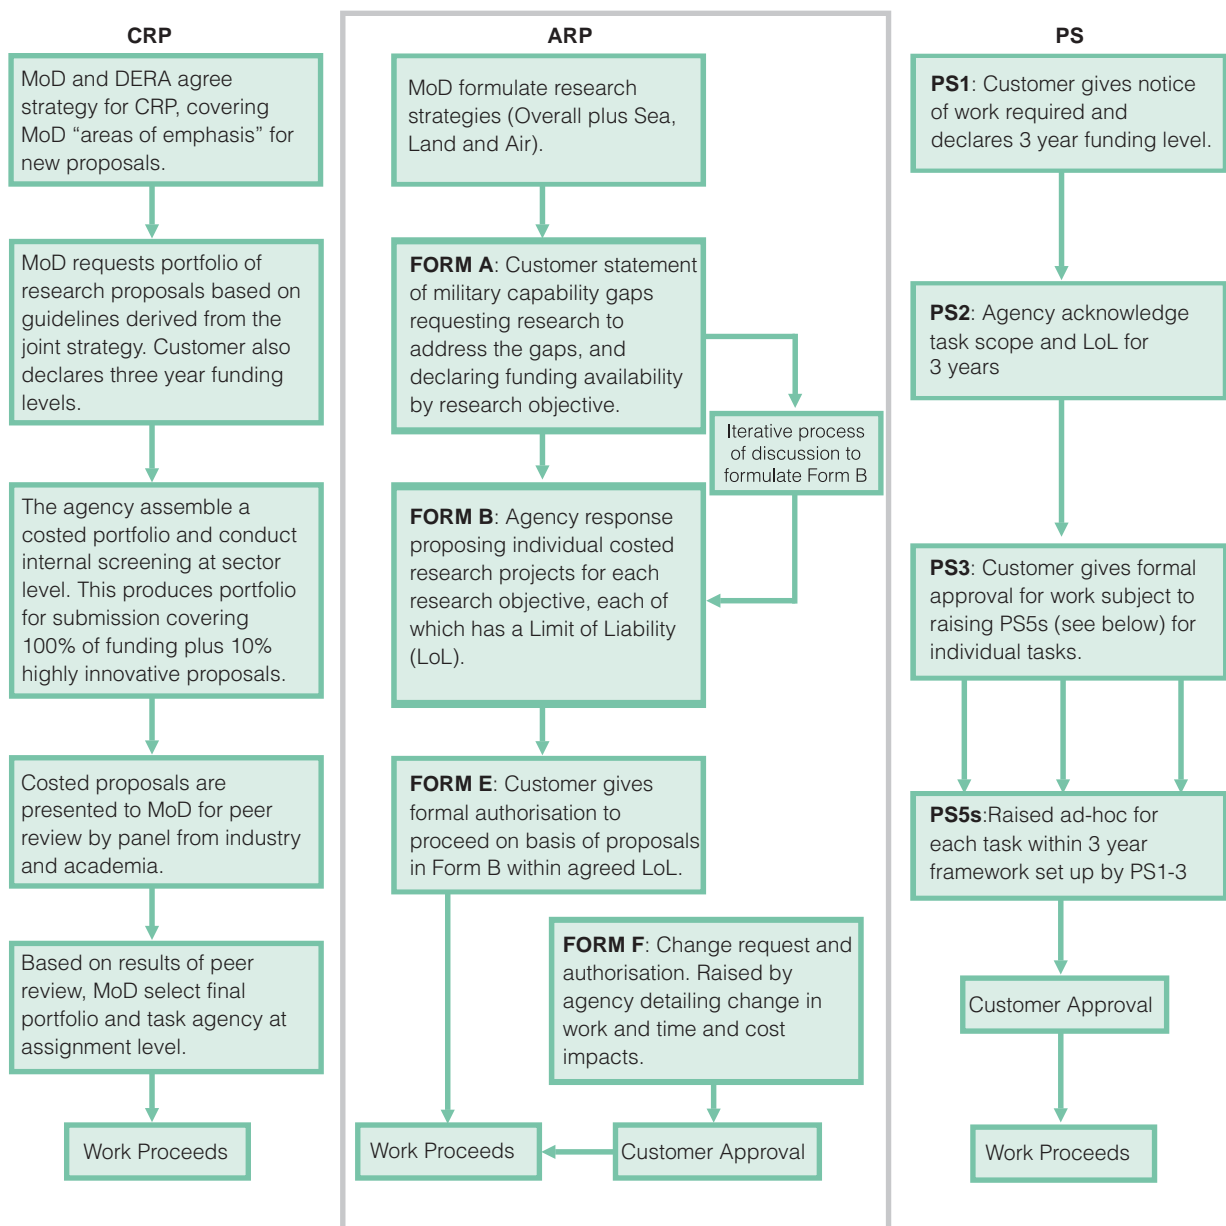 CRP
MoD and DERA agree
strategy for CRP, covering
MoD “areas of emphasis” for
new proposals.
MoD requests portfolio of
research proposals based on
guidelines derived from the
joint strategy. Customer also
declares three year funding
levels.
The agency assemble a
costed portfolio and conduct
internal screening at sector
level. This produces portfolio
for submission covering
100% of funding plus 10%
highly innovative proposals.
Costed proposals are
presented to MoD for peer
review by panel from industry
and academia.
Based on results of peer
review, MoD select final
portfolio and task agency at
assignment level.
Work Proceeds
ARP
MoD formulate research
strategies (Overall plus Sea,
Land and Air).
FORM A: Customer statement
of military capability gaps
requesting research to
address the gaps, and
declaring funding availability
by research objective.
Iterative process
of discussion to
formulate Form B
FORM B: Agency response
proposing individual costed
research projects for each
research objective, each of
which has a Limit of Liability
(LoL).
FORM E: Customer gives
formal authorisation to
proceed on basis of proposals
in Form B within agreed LoL.
FORM F: Change request and
authorisation. Raised by
agency detailing change in
work and time and cost
impacts.
Work Proceeds
Customer Approval
PS
PS1: Customer gives notice
of work required and
declares 3 year funding level.
PS2: Agency acknowledge
task scope and LoL for
3 years
PS3: Customer gives formal
approval for work subject to
raising PS5s (see below) for
individual tasks.
PS5s:Raised ad-hoc for
each task within 3 year
framework set up by PS1-3
Customer Approval
Work Proceeds